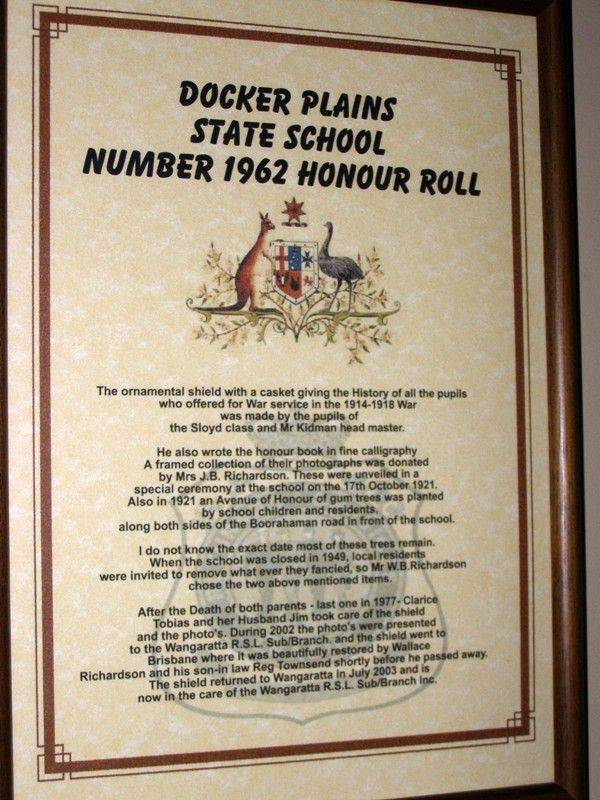 DOCKER PLAINS
STATE SCHOOL
NUMBER 1962 HONOUR ROLL
The ornamental shield with a casket giving the History of all the pupils
who offered for War service in the 1914-1918 War
was made by the pupils of
the Sloyd class and Mr Kidman head master.
He also wrote the honour book in fine calligraphy
A framed collection of their photographs was donated
by Mrs J.B. Richardson. These were unveiled in a
special ceremony at the school on the 17th October 1921.
Also in 1921 an Avenue of Honour of gum trees was planted
by school children and residents,
along both sides of the Boorahaman road in front of the school.
I do not know the exact date most of these trees remain.
When the school was closed in 1949, local residents
were invited to remove what ever they fancied, so Mr W.B.Richardson
chose the two above mentioned items.
After the Death of both parents - last one in 1977- Clarice
Tobias and her Husband Jim took care of the shield
and the photo's. During 2002 the photo's were presented
to the Wangaratta R.S.L. Sub/Branch. and the shield went to
Brisbane where it was beautifully restored by Wallace
Richardson and his son-in law Reg Townsend shortly before he passed away.
The shield returned to Wangaratta in July 2003 and is
now in the care of the Wangaratta R.S.L. Sub/Branch Inc.